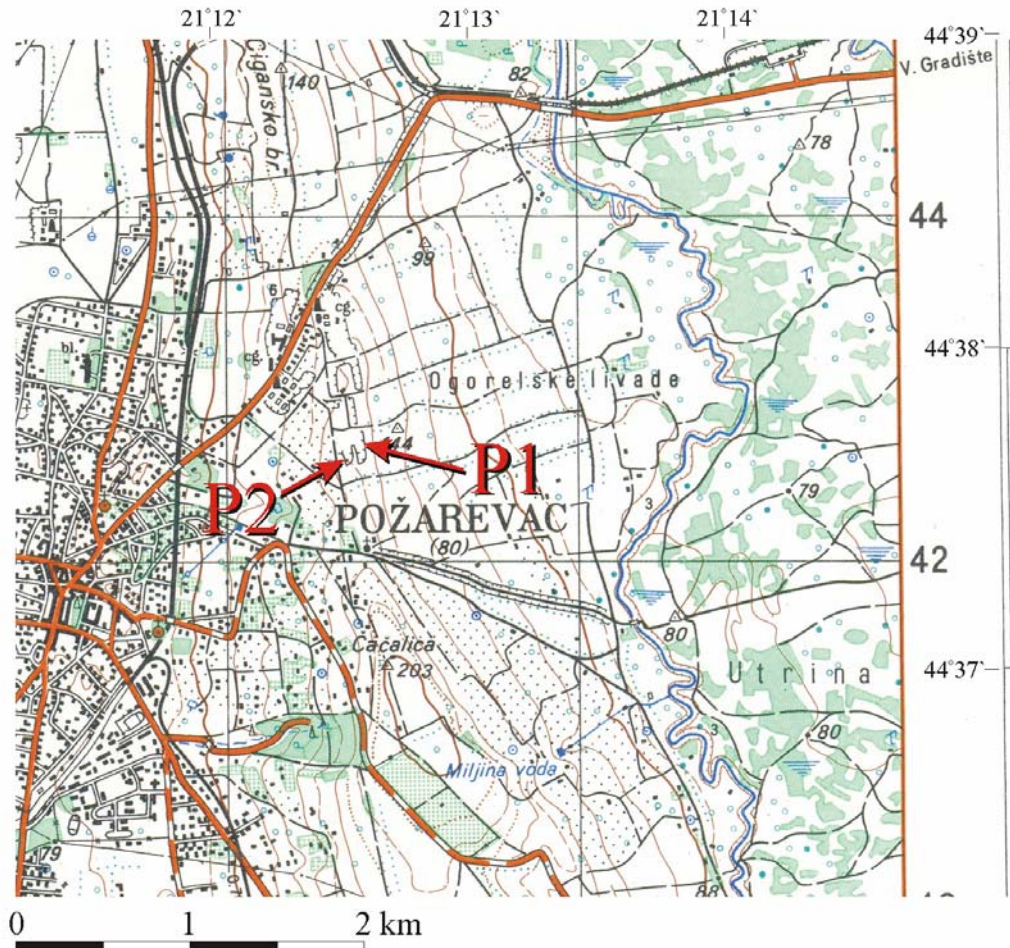 21°12` 21°13` 21°14`
44°39`
V. Gradište
Cigansko br.
140
82
78
44
99
6
cg.
cg.
bl.
44°38`
Ogorelske livade
44
P1
P2
79
3
POŽAREVAC
(80)
42
80
Čačalica
203
44°37`
Utrina
3
80
Miljina voda
79
88
0 1 2 km